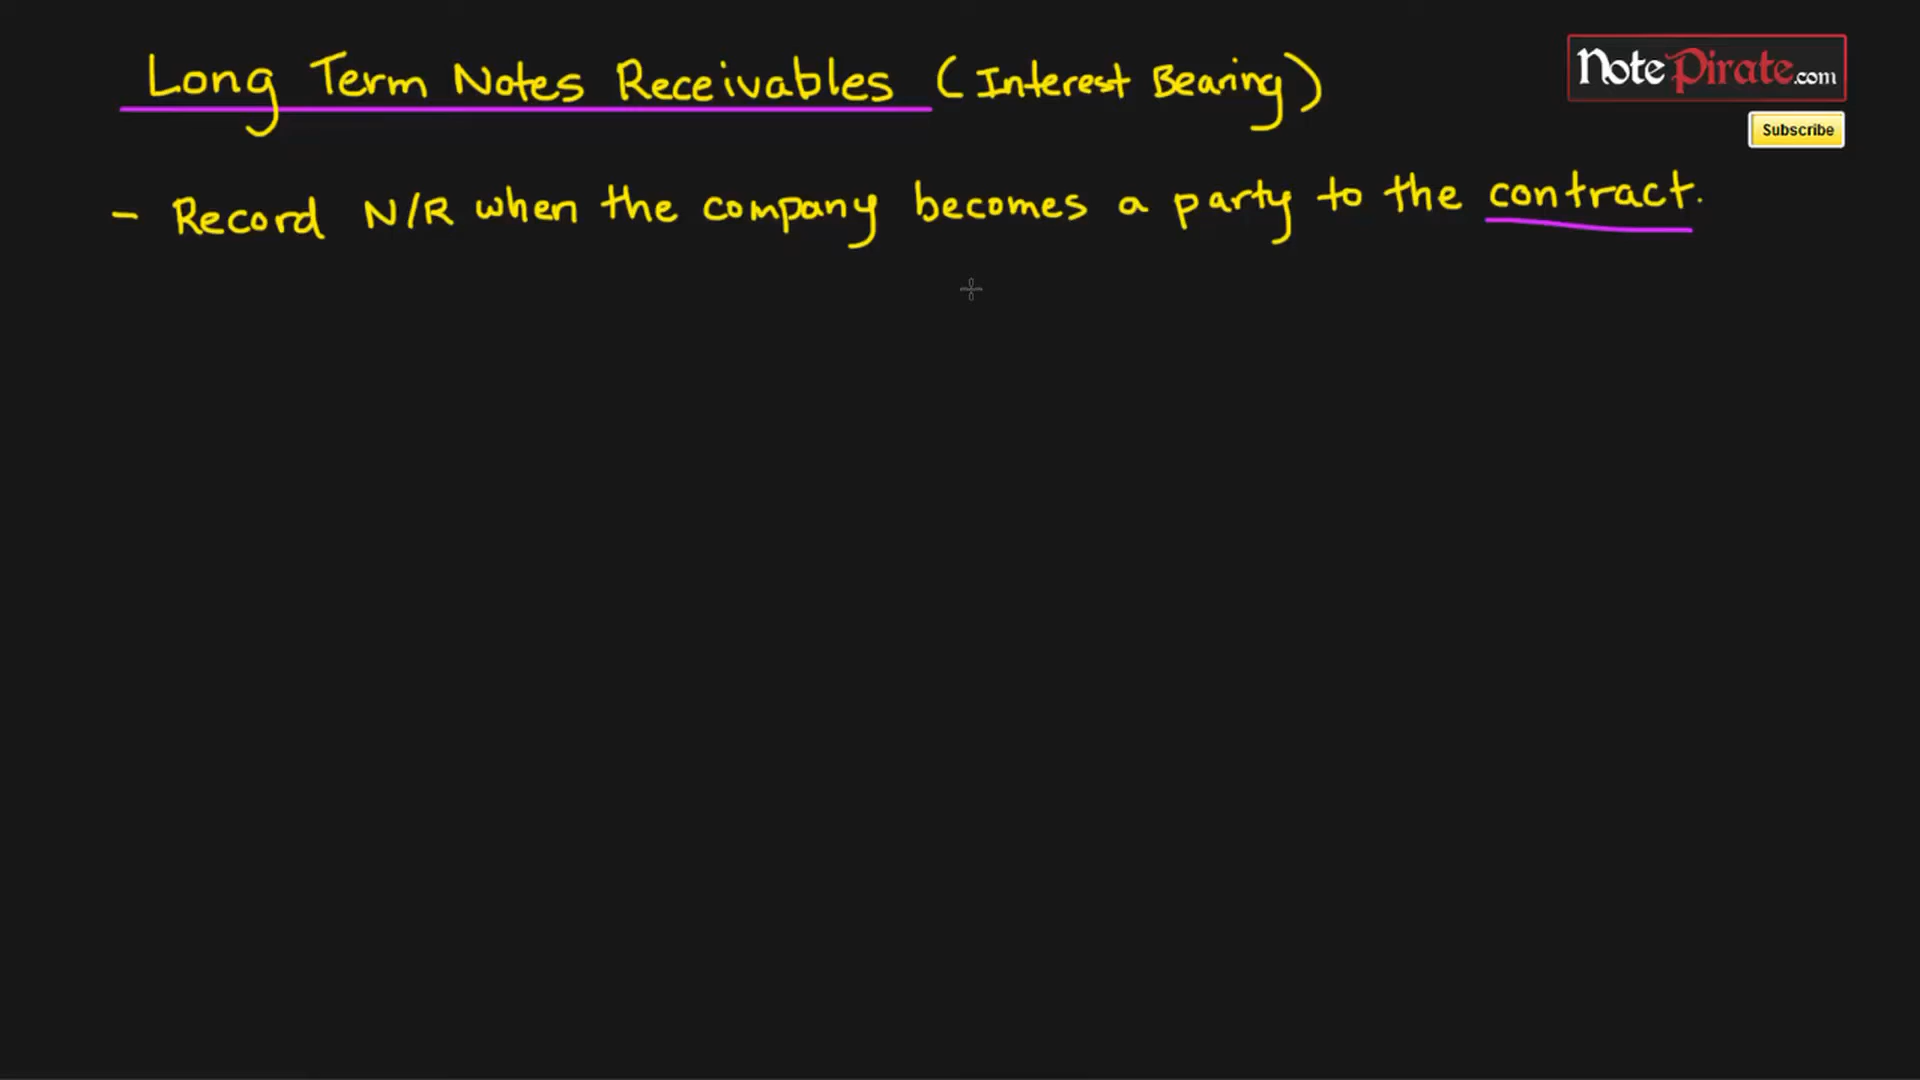 Long Term Notes Receivables (Interest Bearing)
NotePirate.com
Subscribe
- Record N/R when the company becomes a party to the contract.